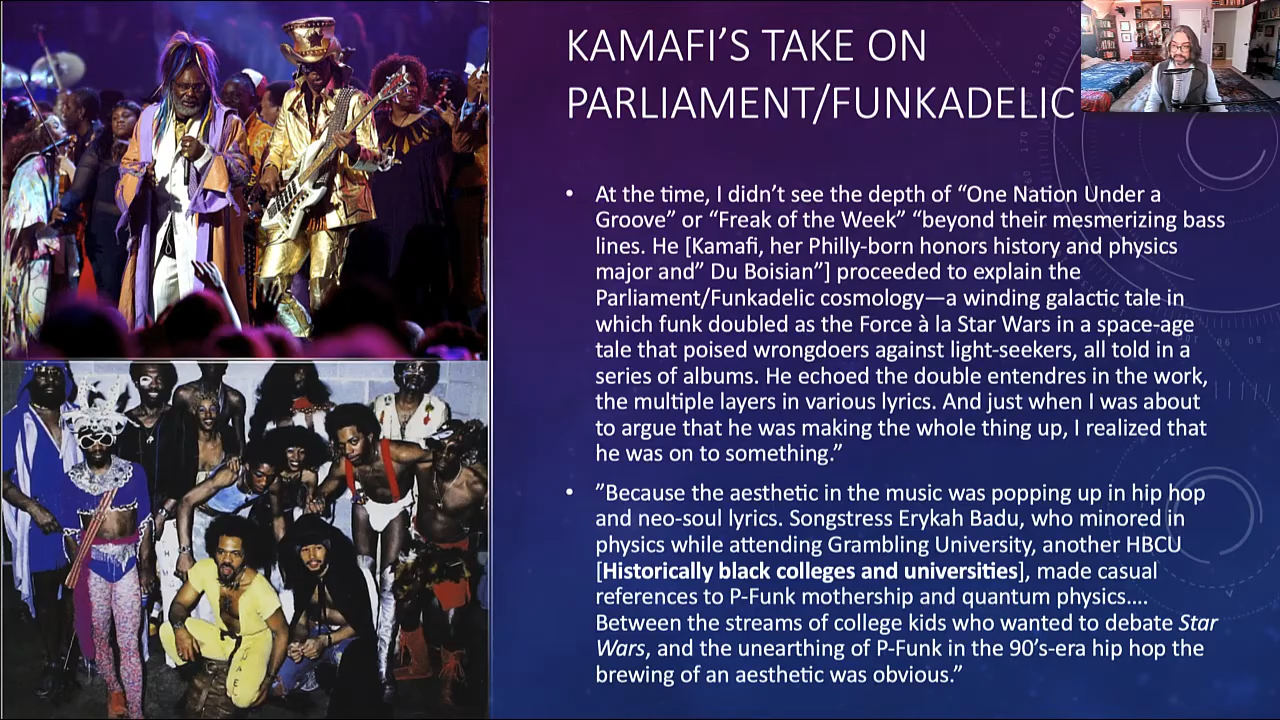 KAMAFI’S TAKE ON
PARLIAMENT/FUNKADELIC
• At the time, I didn’t see the depth of “One Nation Under a
Groove” or “Freak of the Week” “beyond their mesmerizing bass
lines. He [Kamafi, her Philly-born honors history and physics
major and” Du Boisian”] proceeded to explain the
Parliament/Funkadelic cosmology—a winding galactic tale in
which funk doubled as the Force à la Star Wars in a space-age
tale that poised wrongdoers against light-seekers, all told in a
series of albums. He echoed the double entendres in the work,
the multiple layers in various lyrics. And just when I was about
to argue that he was making the whole thing up, I realized that
he was on to something.”
• ”Because the aesthetic in the music was popping up in hip hop
and neo-soul lyrics. Songstress Erykah Badu, who minored in
physics while attending Grambling University, another HBCU
[Historically black colleges and universities], made casual
references to P-Funk mothership and quantum physics….
Between the streams of college kids who wanted to debate Star
Wars, and the unearthing of P-Funk in the 90’s-era hip hop the
brewing of an aesthetic was obvious.”